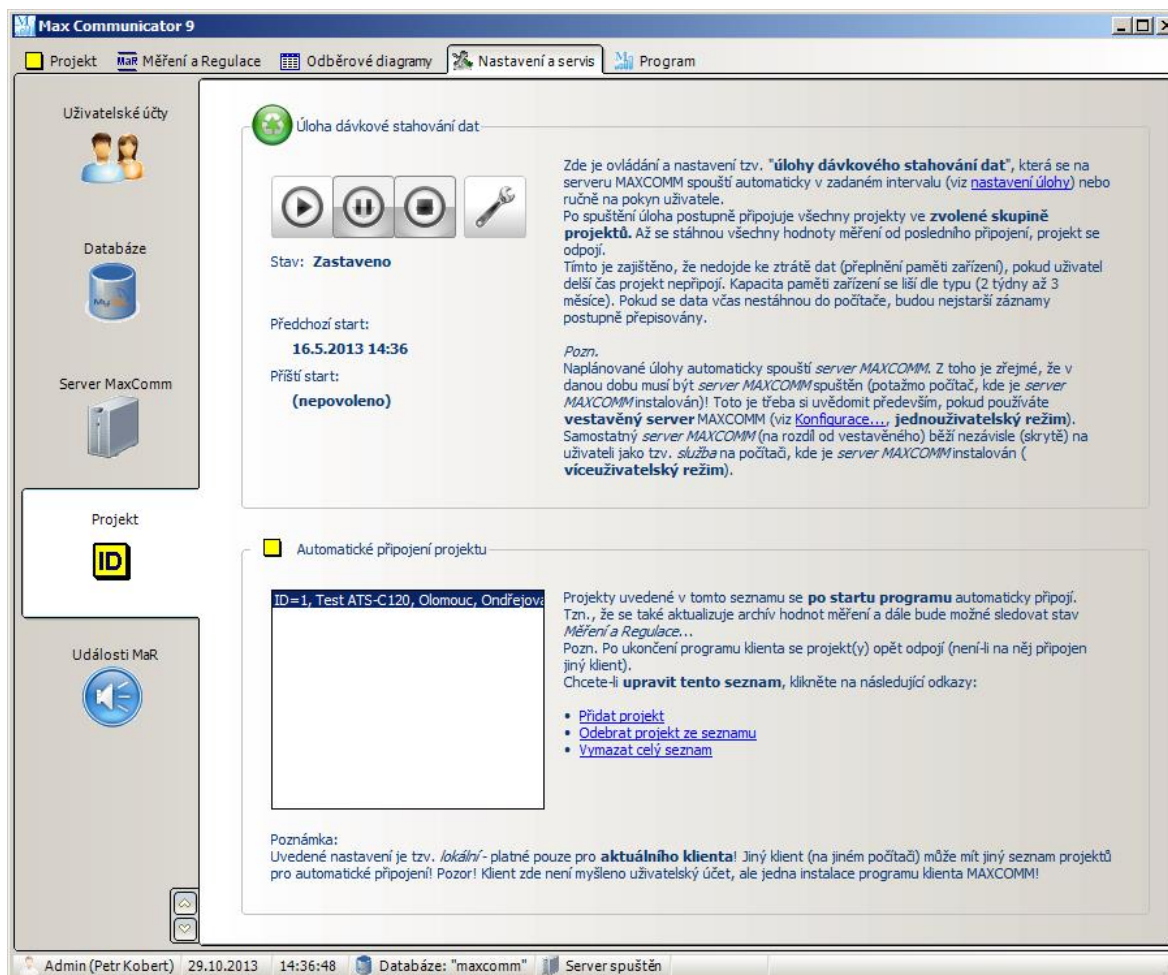 Max Communicator 9
Projekt MaR Měření a Regulace Odběrové diagramy Nastavení a servis Program
Uživatelské účty
Databáze
Server MaxComm
Projekt
ID
Události MaR
Úloha dávkové stahování dat
Stav: Zastaveno
Předchozí start:
16.5.2013 14:36
Příští start:
(nepovoleno)
Zde je ovládání a nastavení tzv. "úlohy dávkového stahování dat", která se na
serveru MAXCOMM spouští automaticky v zadaném intervalu (viz nastavení úlohy) nebo
ručně na pokyn uživatele.
Po spuštění úloha postupně připojuje všechny projekty ve zvolené skupině
projektů. Až se stáhnou všechny hodnoty měření od posledního připojení, projekt se
odpojí.
Tímto je zajištěno, že nedojde ke ztrátě dat (přeplnění paměti zařízení), pokud uživatel
delší čas projekt nepřipojí. Kapacita paměti zařízení se liší dle typu (2 týdny až 3
měsíce). Pokud se data včas nestáhnou do počítače, budou nejstarší záznamy
postupně přepisovány.
Pozn.
Naplánované úlohy automaticky spouští server MAXCOMM. Z toho je zřejmé, že v
danou dobu musí být server MAXCOMM spuštěn (potažmo počítač, kde je server
MAXCOMM instalován)! Toto je třeba si uvědomit především, pokud používáte
vestavěný server MAXCOMM (viz Konfigurace..., jednouživatelský režim).
Samostatný server MAXCOMM (na rozdíl od vestavěného) běží nezávisle (skrytě) na
uživateli jako tzv. služba na počítači, kde je server MAXCOMM instalován (
víceuživatelský režim).
Automatické připojení projektu
ID=1, Test ATS-C120, Olomouc, Ondřejova
Projekty uvedené v tomto seznamu se po startu programu automaticky připojí.
Tzn., že se také aktualizuje archív hodnot měření a dále bude možné sledovat stav
Měření a Regulace...
Pozn. Po ukončení programu klienta se projekt(y) opět odpojí (není-li na něj připojen
jiný klient).
Chcete-li upravit tento seznam, klikněte na následující odkazy:
• Přidat projekt
• Odebrat projekt ze seznamu
• Vymazat celý seznam
Poznámka:
Uvedené nastavení je tzv. lokální - platné pouze pro aktuálního klienta! Jiný klient (na jiném počítači) může mít jiný seznam projektů
pro automatické připojení! Pozor! Klient zde není myšleno uživatelský účet, ale jedna instalace programu klienta MAXCOMM!
Admin (Petr Kobert) 29.10.2013 14:36:48 Databáze: "maxcomm" Server spuštěn